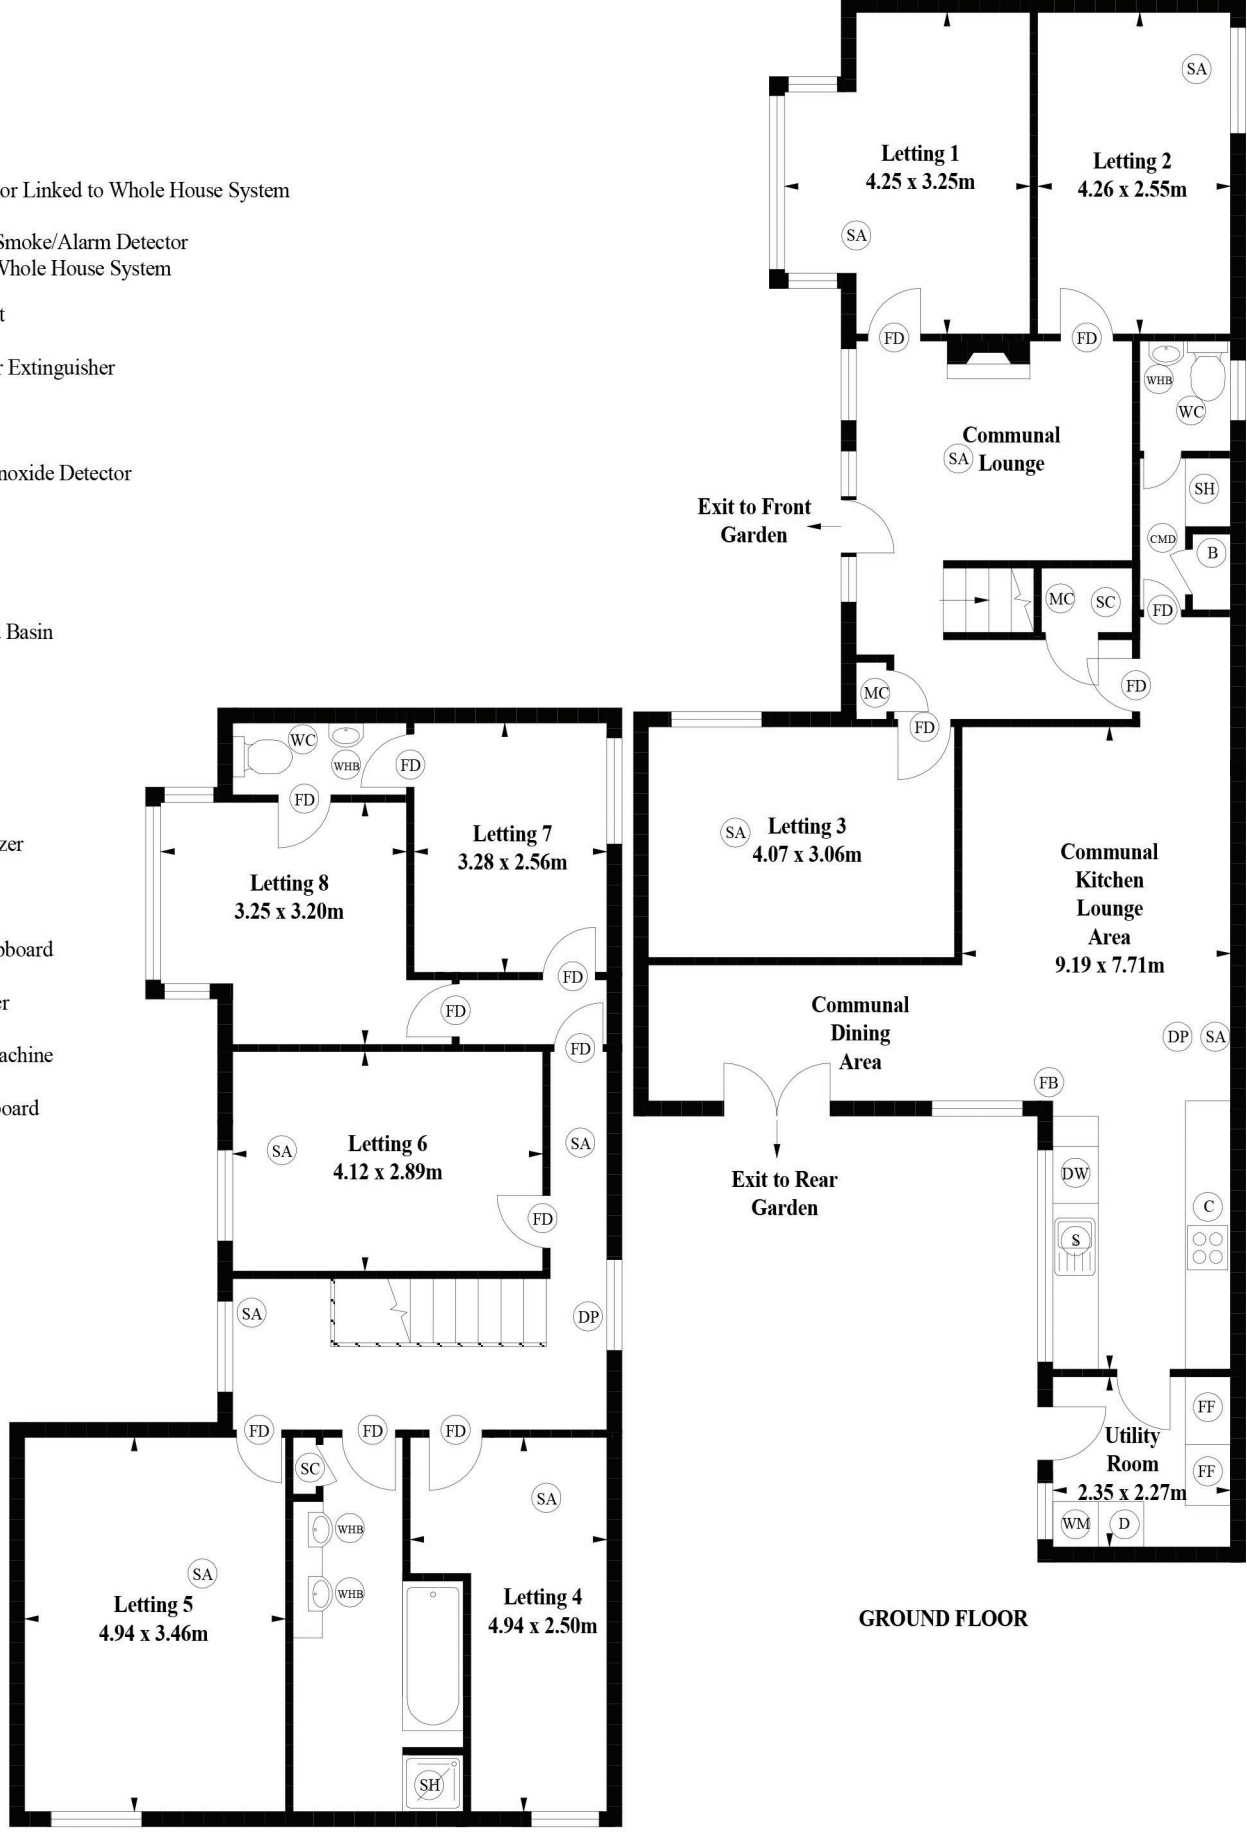 or Linked to Whole House System
Smoke/Alarm Detector
Whole House System
t
r Extinguisher
noxide Detector
Basin
zer
pboard
er
achine
oard
SA
Letting 1
4.25 x 3.25m
Letting 2
4.26 x 2.55m
SA
FD
FD
WHB
WC
Communal
Lounge
SA
SH
Exit to Front
Garden
CMD
B
MC
SC
FD
FD
MC
FD
SA
Letting 3
4.07 x 3.06m
Communal
Kitchen
Lounge
Area
9.19 x 7.71m
Communal
Dining
Area
DP
SA
FB
Exit to Rear
Garden
DW
S
C
FF
Utility
Room
2.35 x 2.27m
FF
WM
D
GROUND FLOOR
WC
WHB
FD
FD
Letting 7
3.28 x 2.56m
Letting 8
3.25 x 3.20m
FD
FD
FD
Letting 6
4.12 x 2.89m
SA
SA
FD
SA
DP
FD
FD
FD
SC
SA
WHB
WHB
SA
Letting 5
4.94 x 3.46m
Letting 4
4.94 x 2.50m
SH